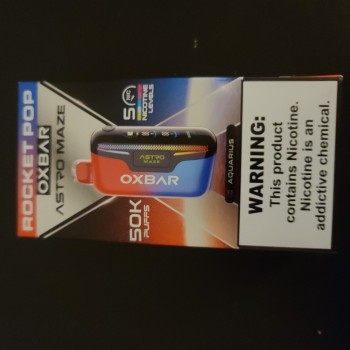 ROCKET POP
OXBAR
ASTRO MAZE
5
NICOTINE
LEVELS
ASTRO
MAZE
OXBAR
50K
PUFFS
AQUARIUS
WARNING:
This product
contains Nicotine.
Nicotine is an
addictive chemical.